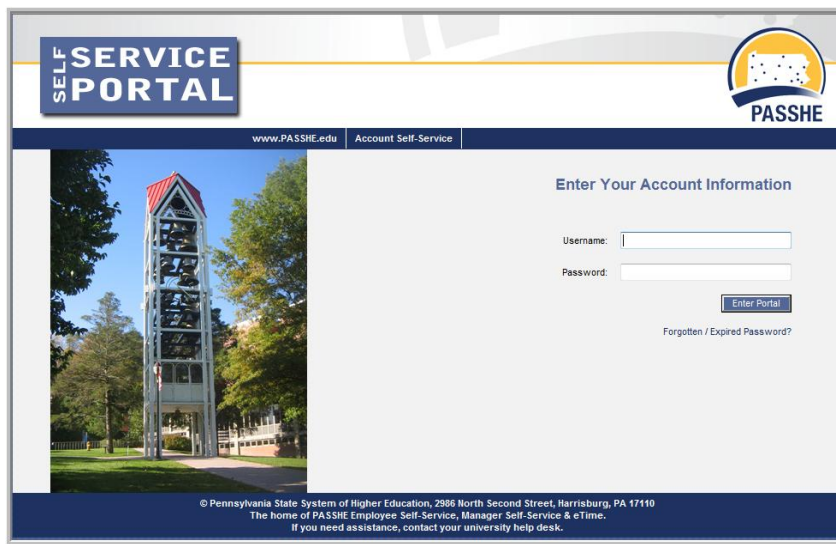 SELF SERVICE
PORTAL
PASSHE
www.PASSHE.edu Account Self-Service
Enter Your Account Information
Username:
Password:
Enter Portal
Forgotten / Expired Password?
© Pennsylvania State System of Higher Education, 2986 North Second Street, Harrisburg, PA 17110
The home of PASSHE Employee Self-Service, Manager Self-Service & eTime.
If you need assistance, contact your university help desk.